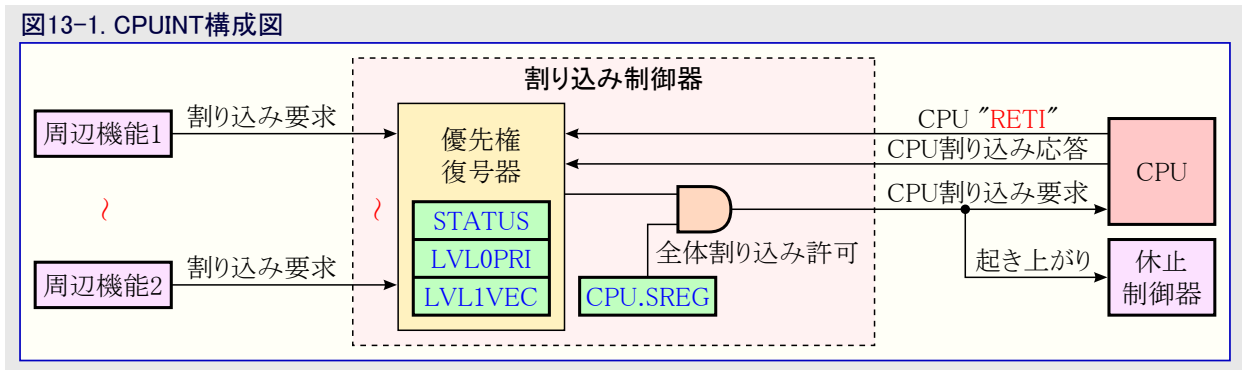 図13-1. CPUINT構成図
割り込み制御器
周辺機能1
割り込み要求
優先権
復号器
STATUS
LVL0PRI
LVL1VEC
CPU "RETI"
CPU割り込み応答
CPU割り込み要求
CPU
~
~
全体割り込み許可
CPU.SREG
周辺機能2
割り込み要求
起き上がり
休止
制御器